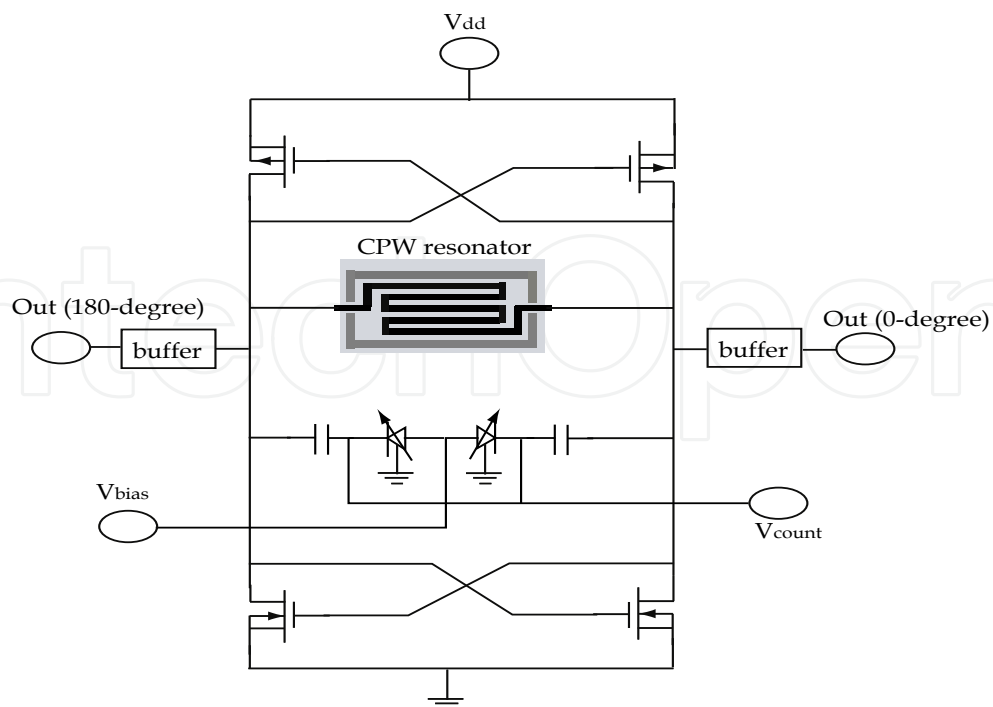 Vdd
CPW resonator
Out (180-degree)
Out (0-degree)
buffer
buffer
Vbias
Vcount